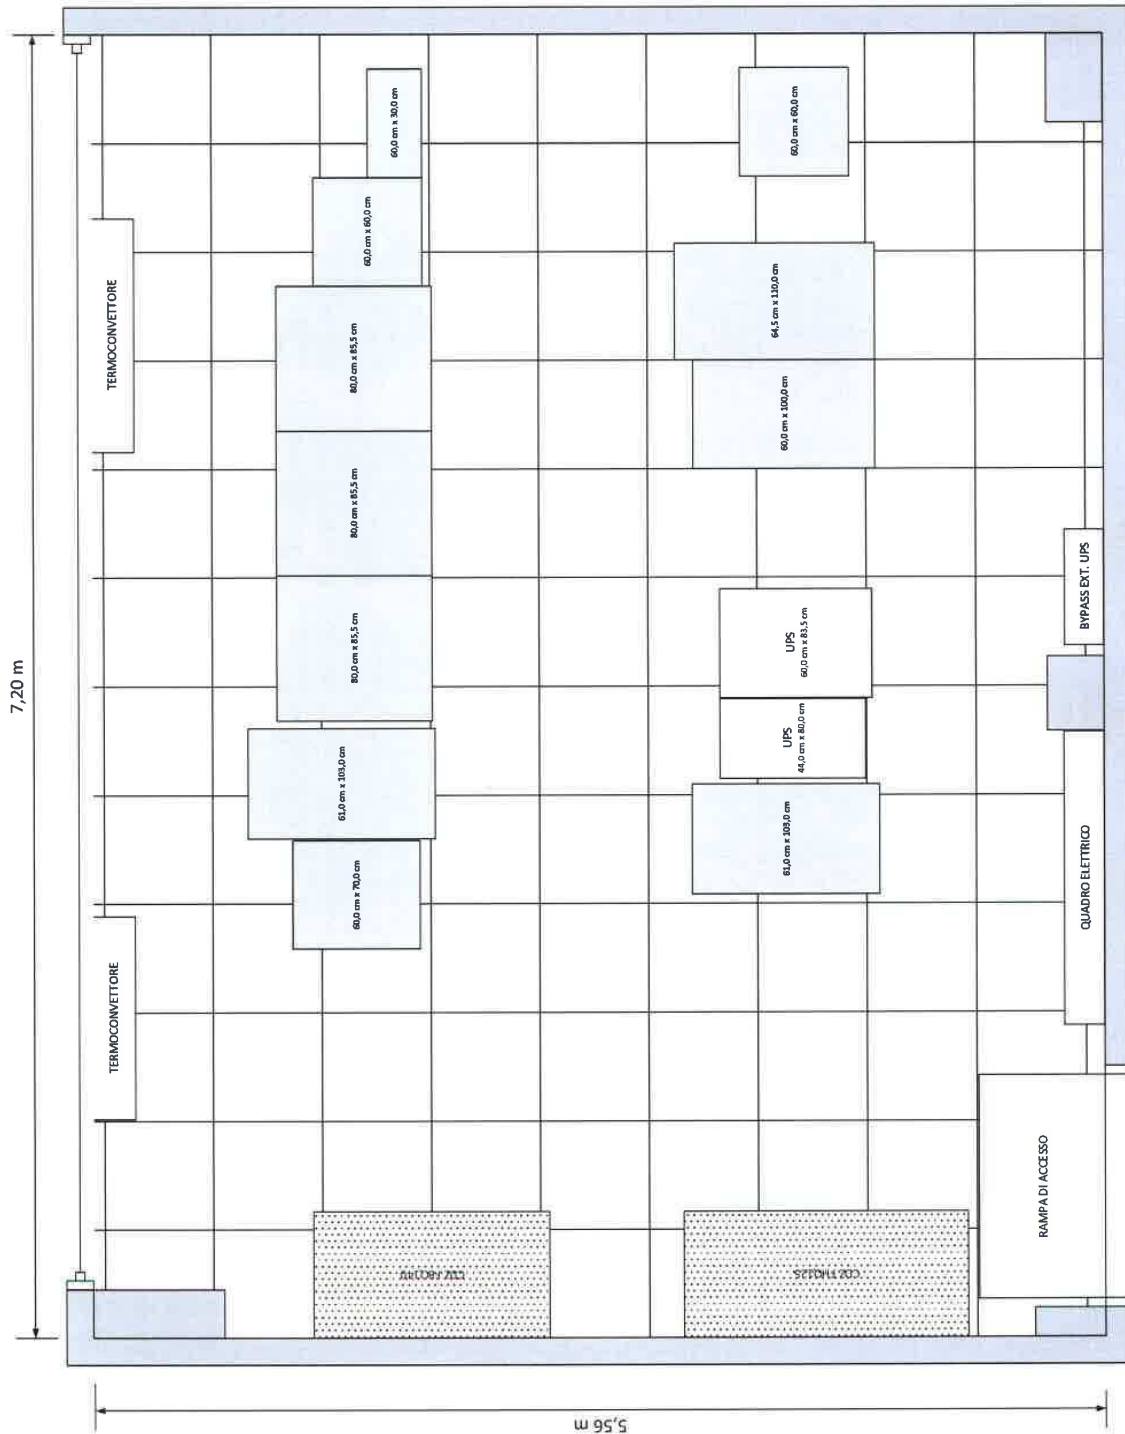 7,20 m
60,0 cm x 30,0 cm
60,0 cm x 60,0 cm
60,0 cm x 60,0 cm
TERMOCONVETTORE
80,0 cm x 85,5 cm
64,5 cm x 110,0 cm
60,0 cm x 100,0 cm
80,0 cm x 85,5 cm
BYPASS EXT. UPS
80,0 cm x 85,5 cm
UPS
60,0 cm x 83,5 cm
UPS
44,0 cm x 80,0 cm
61,0 cm x 103,0 cm
61,0 cm x 103,0 cm
60,0 cm x 70,0 cm
QUADRO ELETTRICO
TERMOCONVETTORE
RAMPA DI ACCESSO
CDZ
CDZ
5,56 m